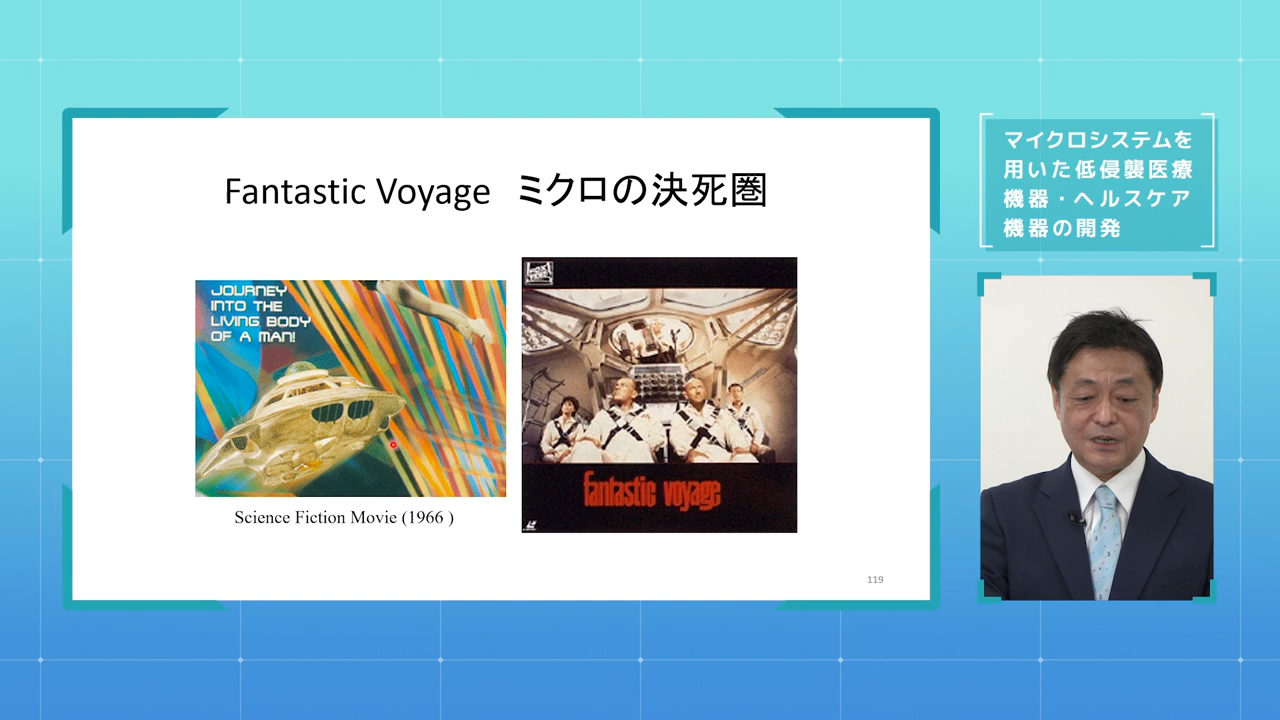 Fantastic Voyage ミクロの決死圏
JOURNEY
INTO THE
LIVING BODY
OF A MAN!
Science Fiction Movie (1966 )
fantastic voyage
119
マイクロシステムを
用いた低侵襲医療
機器・ヘルスケア
機器の開発